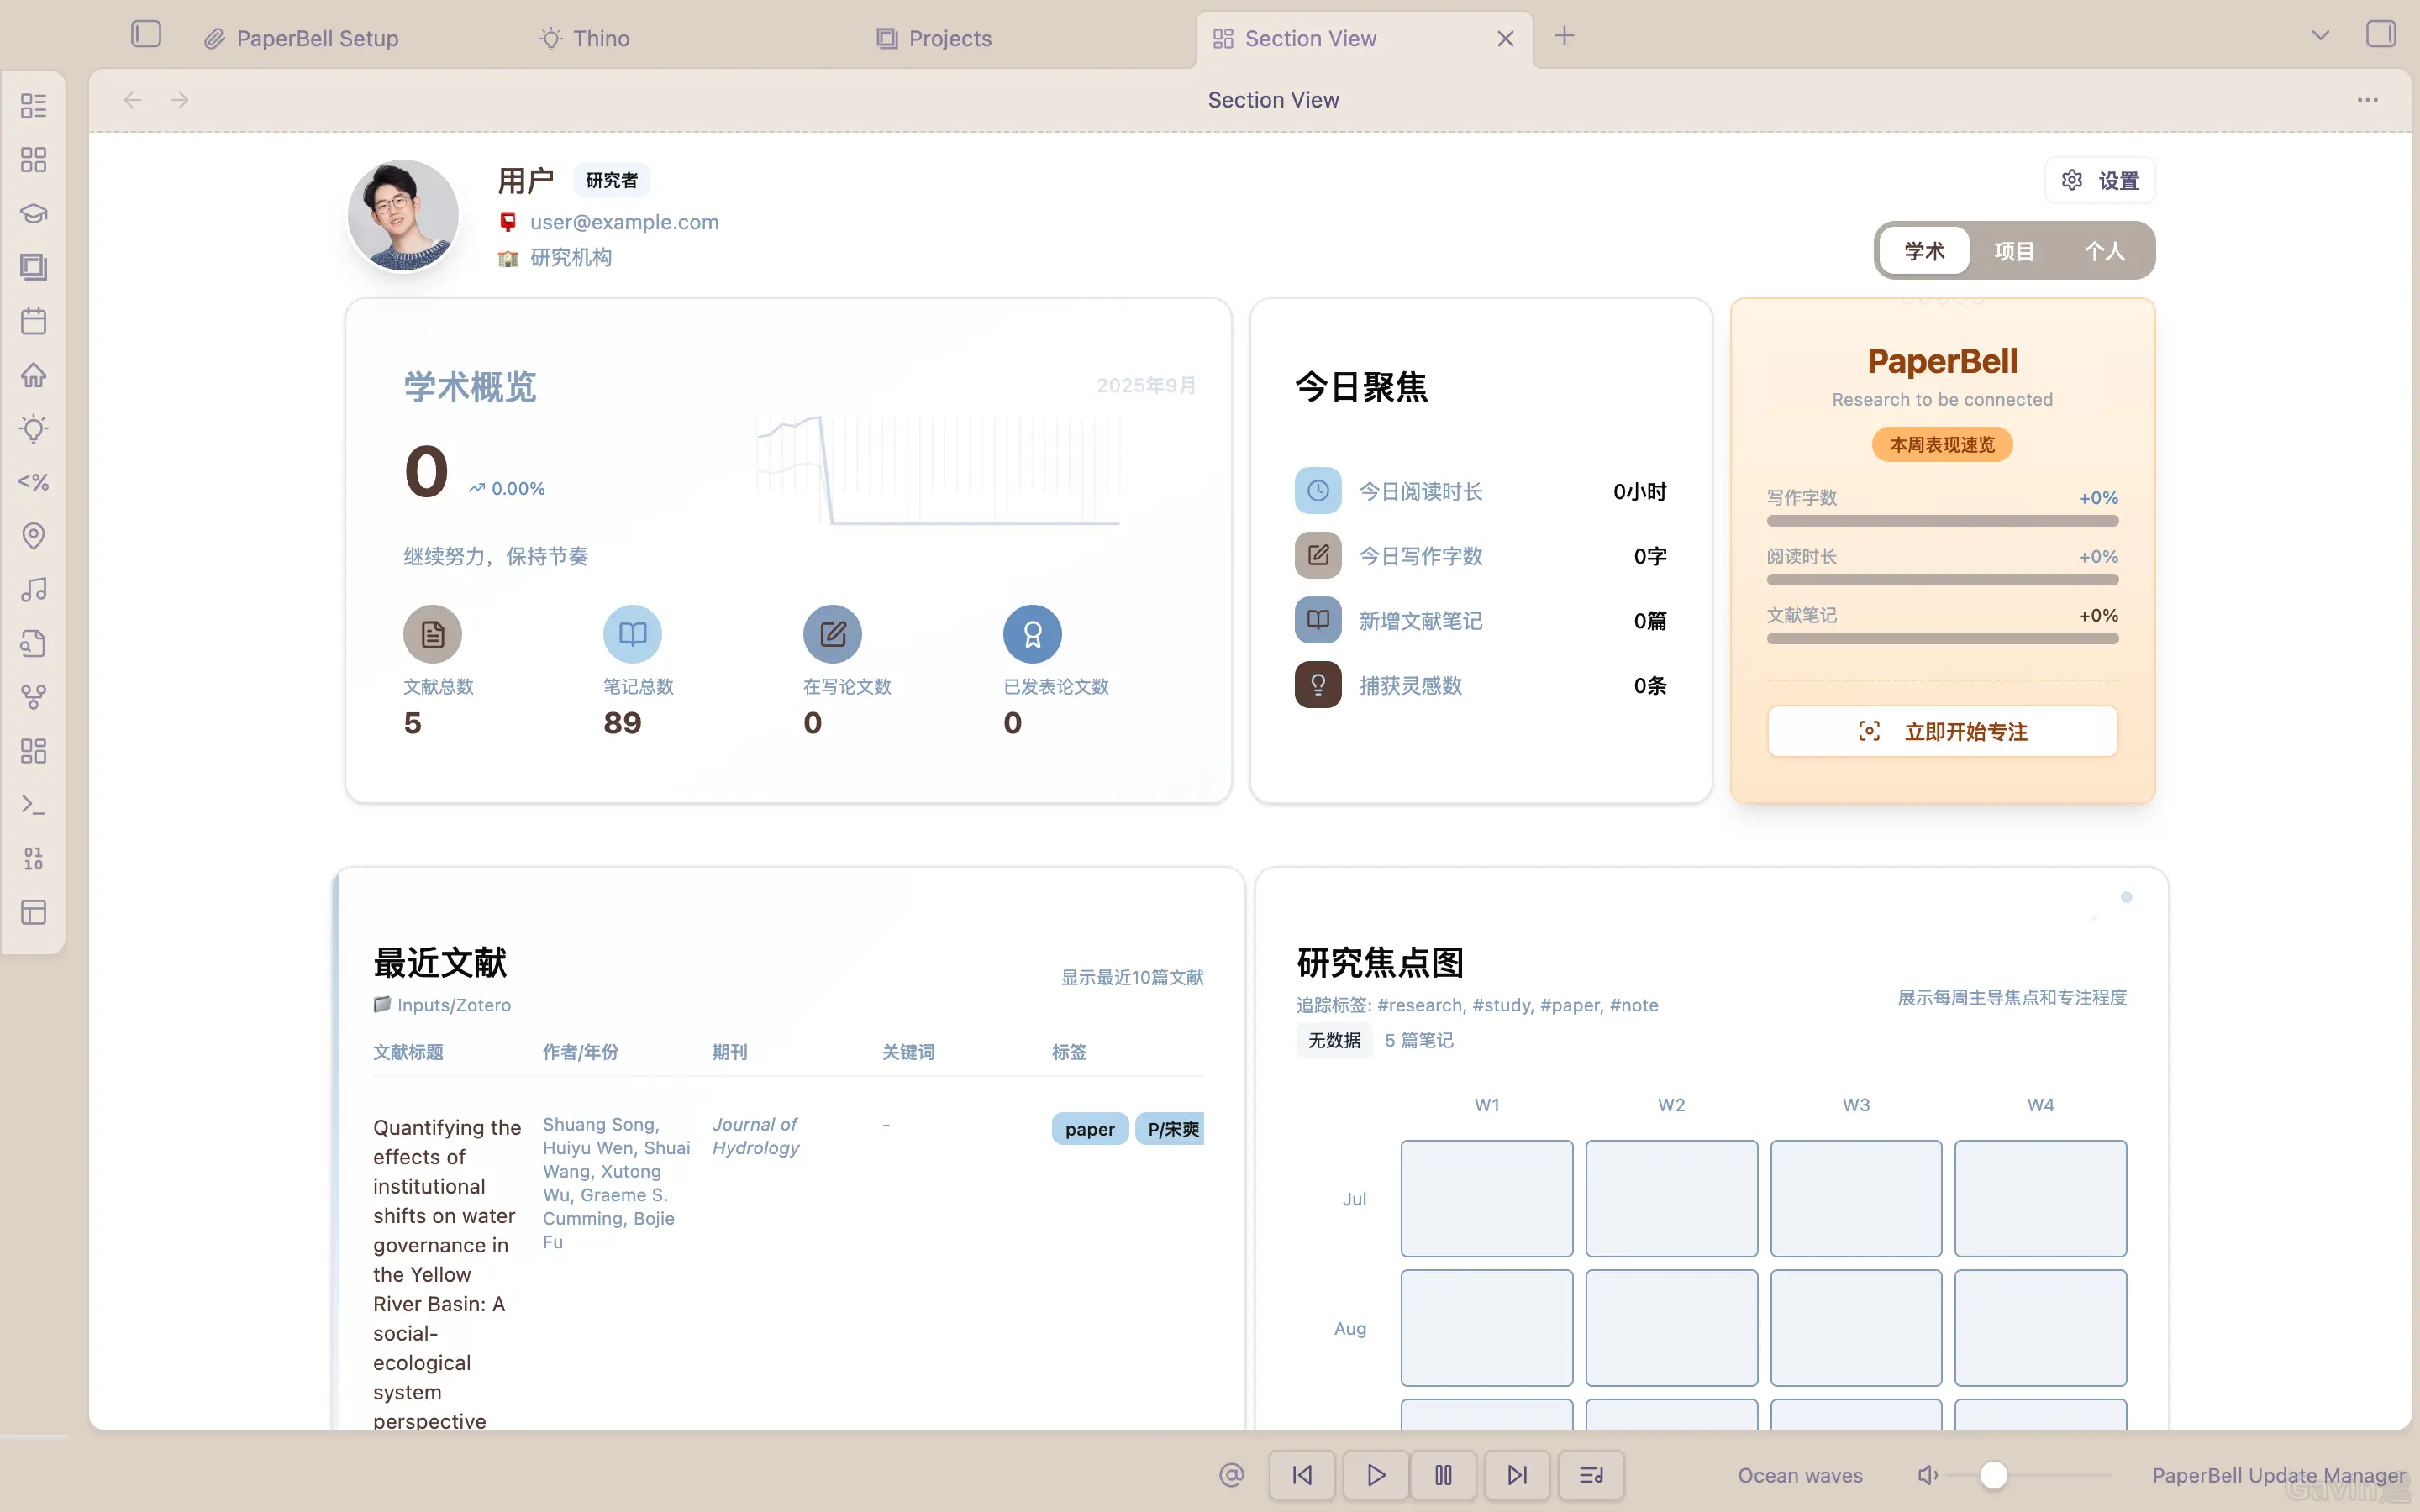 PaperBell Setup
Thino
Projects
Section View
Section View
用户
研究者
user@example.com
研究机构
设置
学术
项目
个人
学术概览
2025年9月
0
0.00%
继续努力，保持节奏
文献总数
5
笔记总数
89
在写论文数
0
已发表论文数
0
今日聚焦
今日阅读时长
0小时
今日写作字数
0字
新增文献笔记
0篇
捕获灵感数
0条
PaperBell
Research to be connected
本周表现速览
写作字数
+0%
阅读时长
+0%
文献笔记
+0%
立即开始专注
最近文献
Inputs/Zotero
显示最近10篇文献
文献标题
作者/年份
期刊
关键词
标签
Quantifying the
effects of
institutional
shifts on water
governance in
the Yellow
River Basin: A
social-
ecological
system
perspective
Shuang Song,
Huiyu Wen, Shuai
Wang, Xutong
Wu, Graeme S.
Cumming, Bojie
Fu
Journal of
Hydrology
-
paper
P/宋爽
研究焦点图
追踪标签: #research, #study, #paper, #note
展示每周主导焦点和专注程度
无数据
5 篇笔记
W1
W2
W3
W4
Jul
Aug
Ocean waves
PaperBell Update Manager